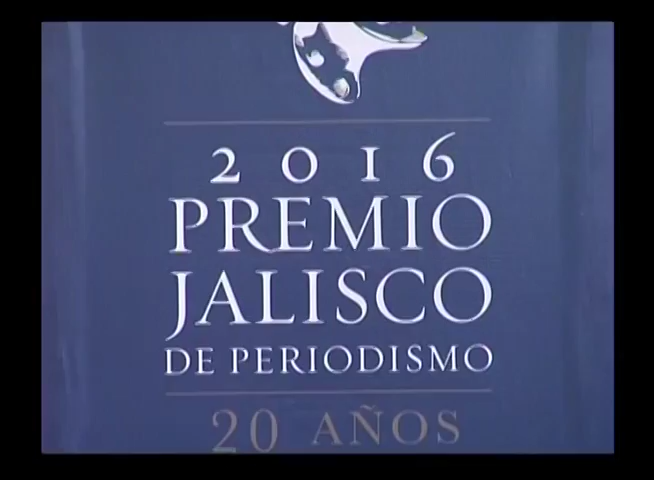 2016
PREMIO
JALISCO
DE PERIODISMO
20 AÑOS